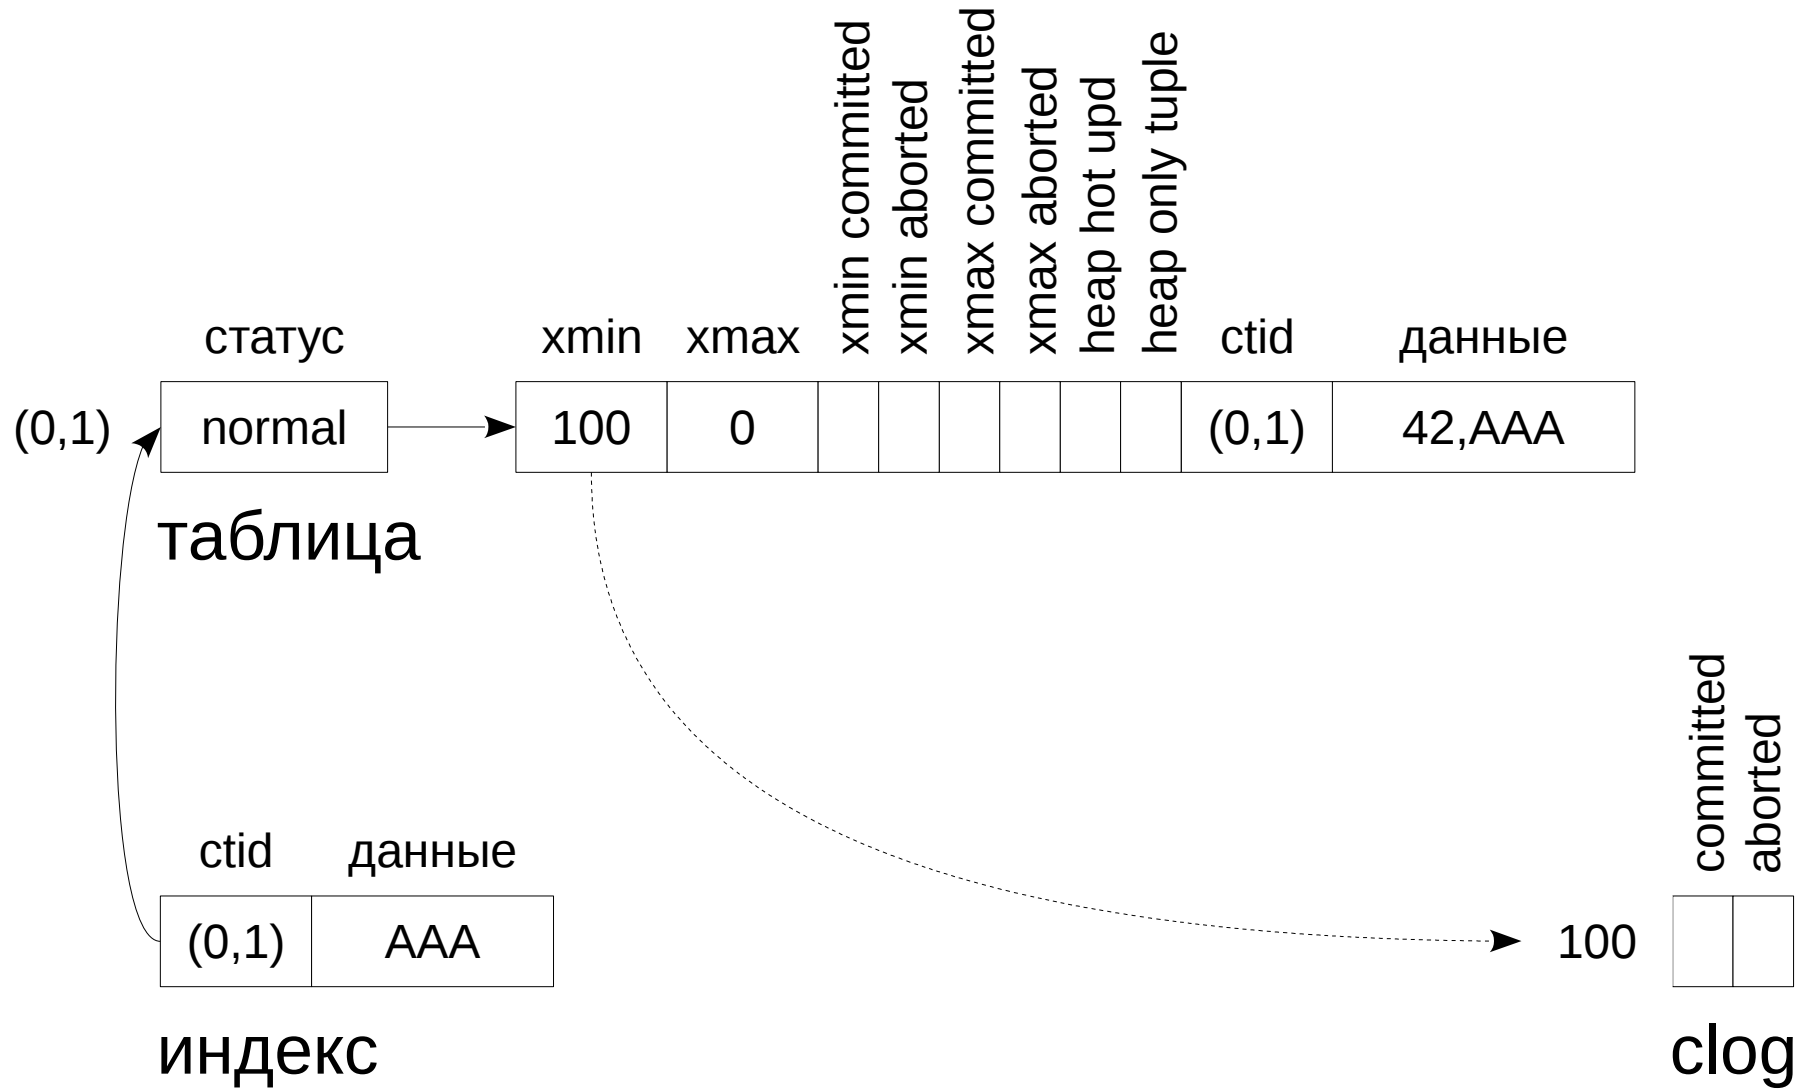 xmin committed
xmin aborted
xmax committed
xmax aborted
heap hot upd
heap only tuple
статус xmin xmax ctid данные
(0,1) normal 100 0 (0,1) 42,AAA
таблица
committed
aborted
ctid данные
(0,1) AAA 100
индекс clog